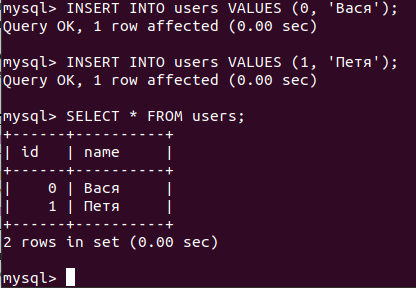 mysql> INSERT INTO users VALUES (0, 'Вася');
Query OK, 1 row affected (0.00 sec)
mysql> INSERT INTO users VALUES (1, 'Петя');
Query OK, 1 row affected (0.00 sec)
mysql> SELECT * FROM users;
+------+----------+
| id   | name     |
+------+----------+
|    0 | Вася     |
|    1 | Петя     |
+------+----------+
2 rows in set (0.00 sec)
mysql>